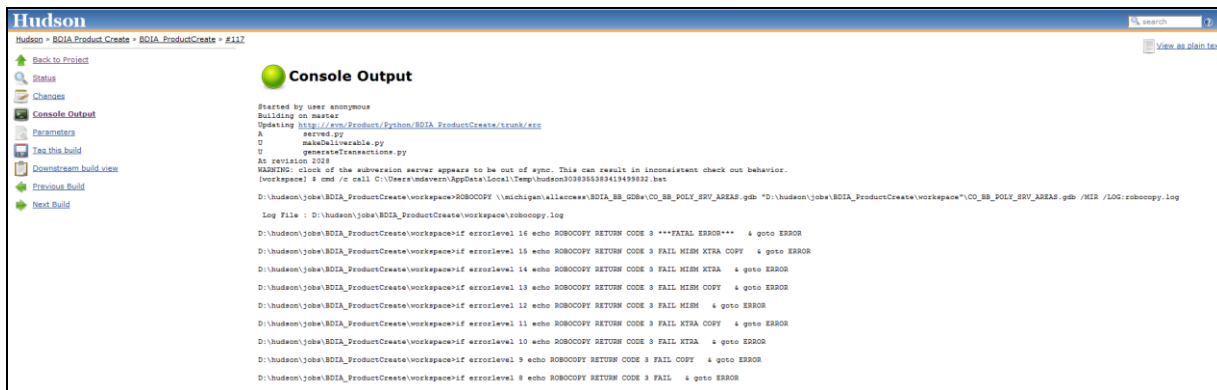 Hudson
search
Hudson » BDIA Product Create » BDIA_ProductCreate » #117
View as plain tex
Back to Project
Status
Changes
Console Output
Parameters
Tag this build
Downstream build view
Previous Build
Next Build
Console Output
Started by user anonymous
Building on master
Updating http://svn/Product/Python/BDIA_ProductCreate/trunk/src
A served.py
U makeDeliverable.py
U generateTransactions.py
At revision 2028
WARNING: clock of the subversion server appears to be out of sync. This can result in inconsistent check out behavior.
[workspace] $ cmd /c call C:\Users\mdavern\AppData\Local\Temp\hudson3038355383419499832.bat
D:\hudson\jobs\BDIA_ProductCreate\workspace>ROBOCOPY \\michigan\allaccess\BDIA_BB_GDBs\CO_BB_POLY_SRV_AREAS.gdb "D:\hudson\jobs\BDIA_ProductCreate\workspace"\CO_BB_POLY_SRV_AREAS.gdb /MIR /LOG:robocopy.log
Log File : D:\hudson\jobs\BDIA_ProductCreate\workspace\robocopy.log
D:\hudson\jobs\BDIA_ProductCreate\workspace>if errorlevel 16 echo ROBOCOPY RETURN CODE 3 ***FATAL ERROR*** & goto ERROR
D:\hudson\jobs\BDIA_ProductCreate\workspace>if errorlevel 15 echo ROBOCOPY RETURN CODE 3 FAIL MISM XTRA COPY & goto ERROR
D:\hudson\jobs\BDIA_ProductCreate\workspace>if errorlevel 14 echo ROBOCOPY RETURN CODE 3 FAIL MISM XTRA & goto ERROR
D:\hudson\jobs\BDIA_ProductCreate\workspace>if errorlevel 13 echo ROBOCOPY RETURN CODE 3 FAIL MISM COPY & goto ERROR
D:\hudson\jobs\BDIA_ProductCreate\workspace>if errorlevel 12 echo ROBOCOPY RETURN CODE 3 FAIL MISM & goto ERROR
D:\hudson\jobs\BDIA_ProductCreate\workspace>if errorlevel 11 echo ROBOCOPY RETURN CODE 3 FAIL XTRA COPY & goto ERROR
D:\hudson\jobs\BDIA_ProductCreate\workspace>if errorlevel 10 echo ROBOCOPY RETURN CODE 3 FAIL XTRA & goto ERROR
D:\hudson\jobs\BDIA_ProductCreate\workspace>if errorlevel 9 echo ROBOCOPY RETURN CODE 3 FAIL COPY & goto ERROR
D:\hudson\jobs\BDIA_ProductCreate\workspace>if errorlevel 8 echo ROBOCOPY RETURN CODE 3 FAIL & goto ERROR